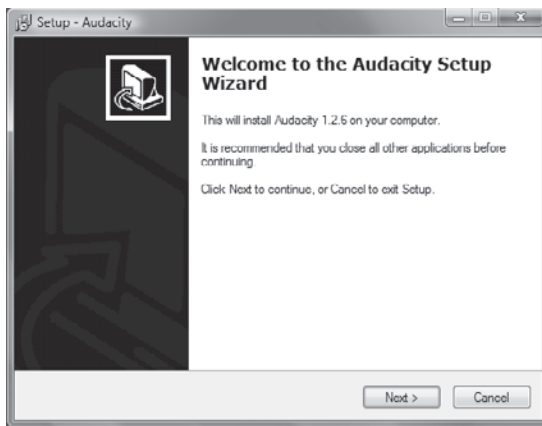 Setup - Audacity
Welcome to the Audacity Setup
Wizard
This will install Audacity 1.2.6 on your computer.
It is recommended that you close all other applications before
continuing.
Click Next to continue, or Cancel to exit Setup.
Next >
Cancel